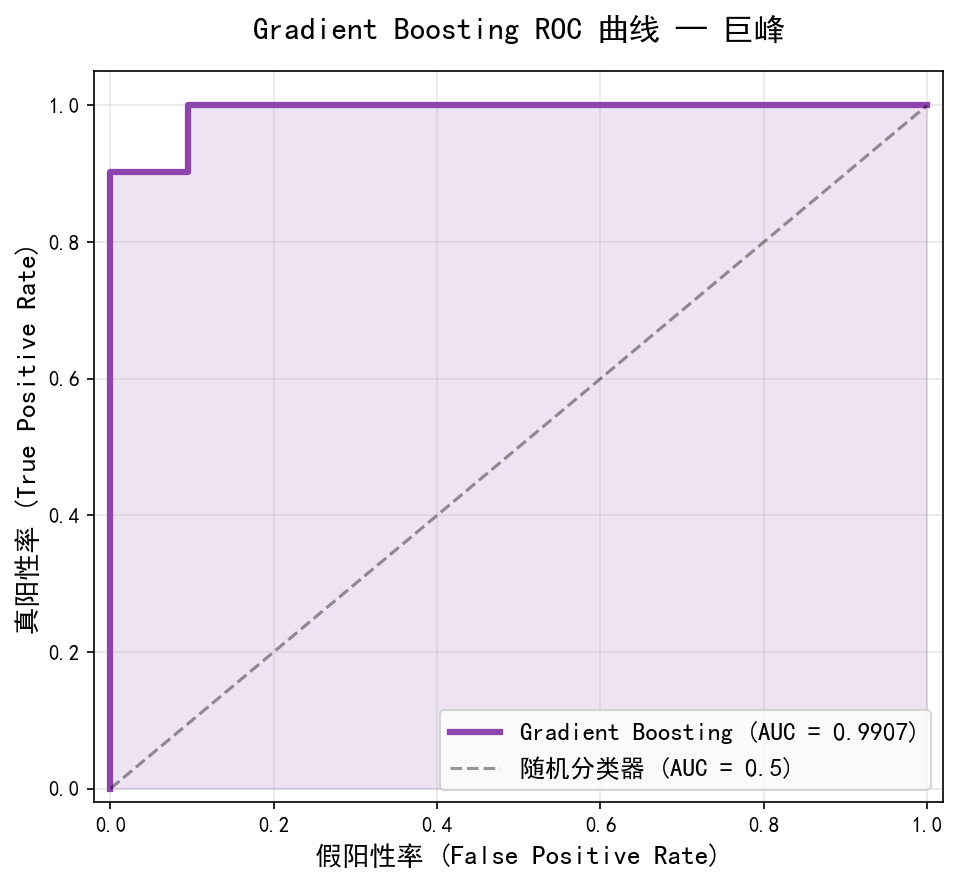 Gradient Boosting ROC 曲线 — 巨峰
1.0
0.8
0.6
0.4
0.2
0.0
真阳性率 (True Positive Rate)
0.0 0.2 0.4 0.6 0.8 1.0
假阳性率 (False Positive Rate)
Gradient Boosting (AUC = 0.9907)
随机分类器 (AUC = 0.5)